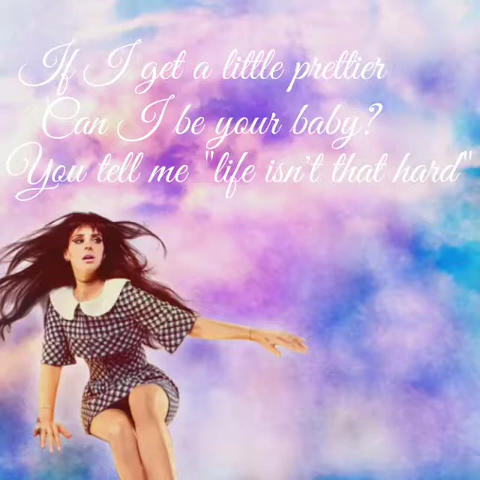 If I get a little prettier
Can I be your baby?
You tell me "life isn't that hard"